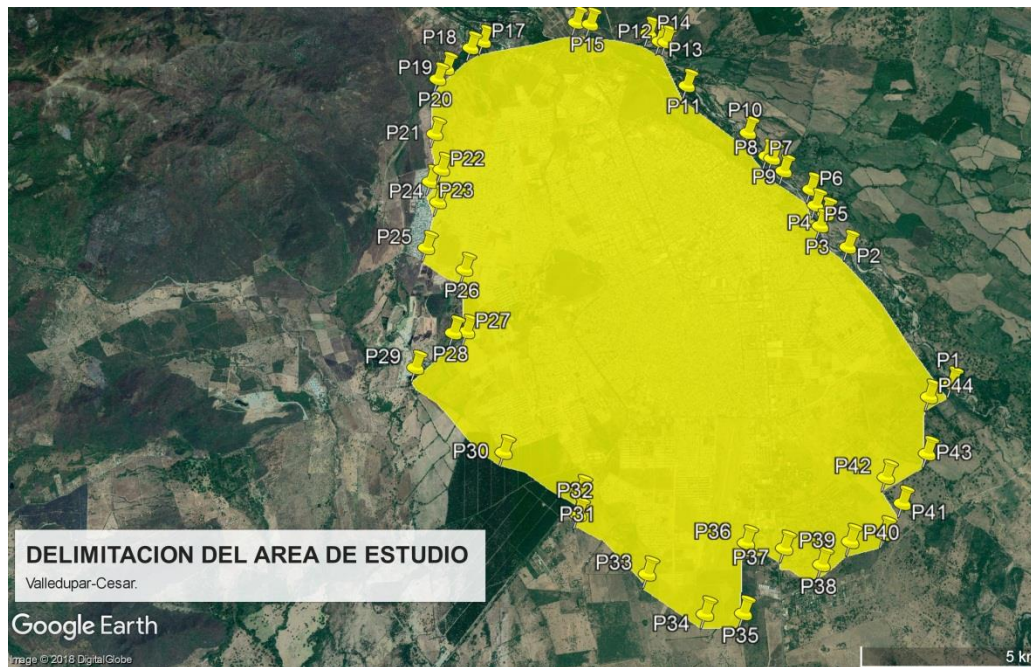 P17
P18
P15
P12
P14
P13
P19
P20
P11
P21
P10
P8
P7
P9
P22
P24
P23
P6
P4
P5
P3
P2
P25
P26
P27
P28
P29
P1
P44
P30
P43
P42
P32
P31
P41
P36
P39
P40
P37
P38
P33
P34
P35
DELIMITACION DEL AREA DE ESTUDIO
Valledupar-Cesar.
Google Earth
Image © 2018 DigitalGlobe
5 km